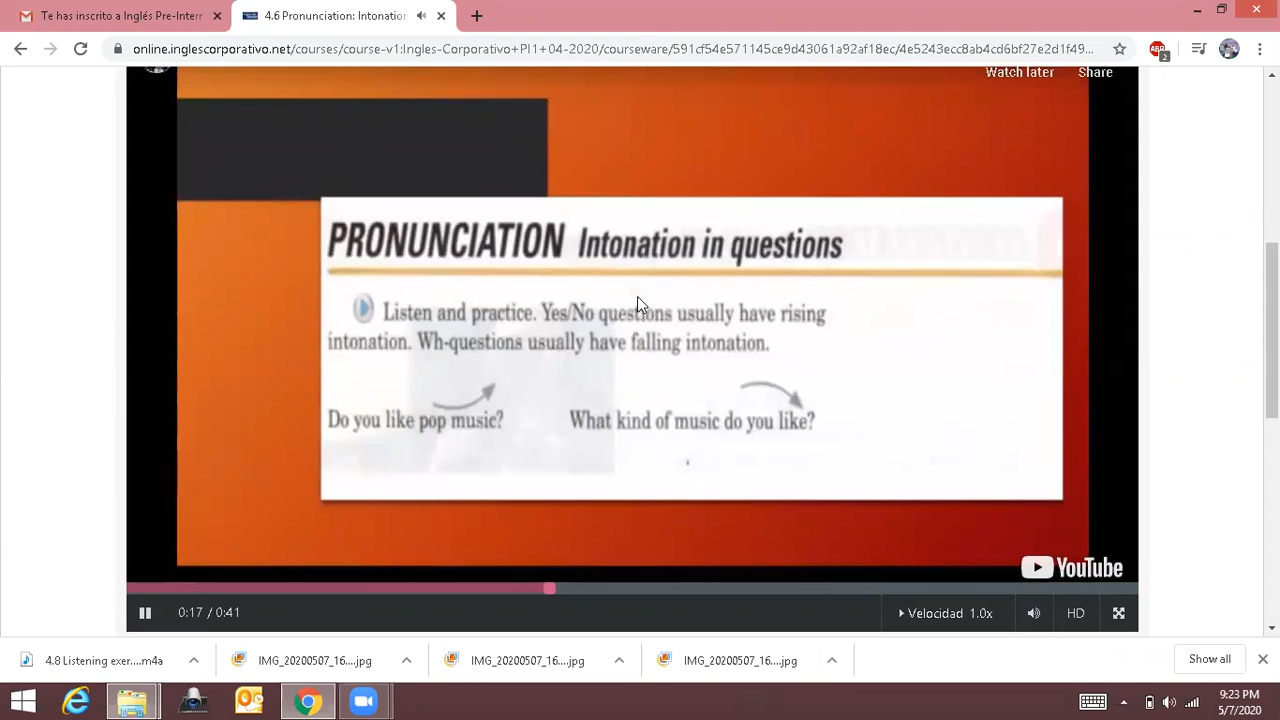 Te has inscrito a Inglés Pre-Interr
4.6 Pronunciation: Intonation
online.inglescorporativo.net/courses/course-v1:Ingles-Corporativo+PI1+04-2020/courseware/591cf54e571145ce9d43061a92af18ec/4e5243ecc8ab4cd6bf27e2d1f49...
ABP
2
Watch later Share
PRONUNCIATION Intonation in questions
Listen and practice. Yes/No questions usually have rising
intonation. Wh-questions usually have falling intonation.
Do you like pop music? What kind of music do you like?
YouTube
0:17 / 0:41
Velocidad 1.0x
HD
4.8 Listening exer....m4a
IMG_20200507_16....jpg
IMG_20200507_16....jpg
IMG_20200507_16....jpg
Show all
9:23 PM
5/7/2020